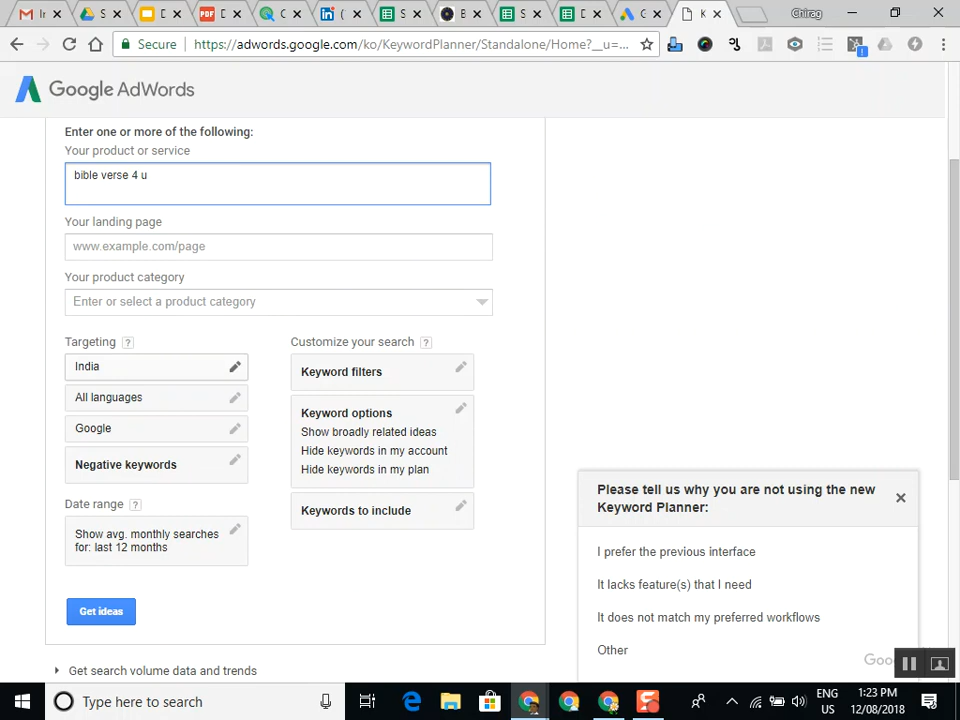 Chirag
Secure
https://adwords.google.com/ko/KeywordPlanner/Standalone/Home?__u=...
Google AdWords
Enter one or more of the following:
Your product or service
bible verse 4 u
Your landing page
www.example.com/page
Your product category
Enter or select a product category
Targeting ?
India
All languages
Google
Negative keywords
Date range ?
Show avg. monthly searches
for: last 12 months
Customize your search ?
Keyword filters
Keyword options
Show broadly related ideas
Hide keywords in my account
Hide keywords in my plan
Keywords to include
Get ideas
Get search volume data and trends
Please tell us why you are not using the new
Keyword Planner:
I prefer the previous interface
It lacks feature(s) that I need
It does not match my preferred workflows
Other
Type here to search
ENG
US
1:23 PM
12/08/2018